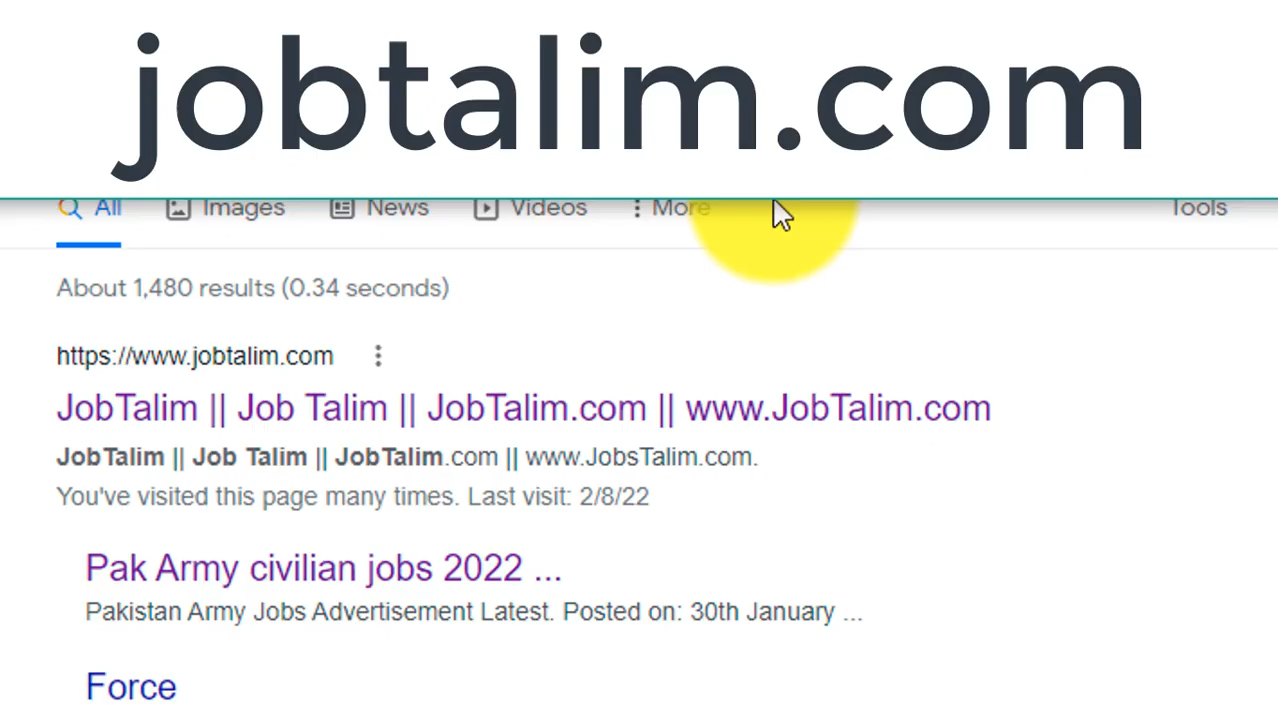 jobtalim.com
All Images News Videos More Tools
About 1,480 results (0.34 seconds)
https://www.jobtalim.com
JobTalim || Job Talim || JobTalim.com || www.JobTalim.com
JobTalim || Job Talim || JobTalim.com || www.JobsTalim.com.
You've visited this page many times. Last visit: 2/8/22
Pak Army civilian jobs 2022 ...
Pakistan Army Jobs Advertisement Latest. Posted on: 30th January ...
Force